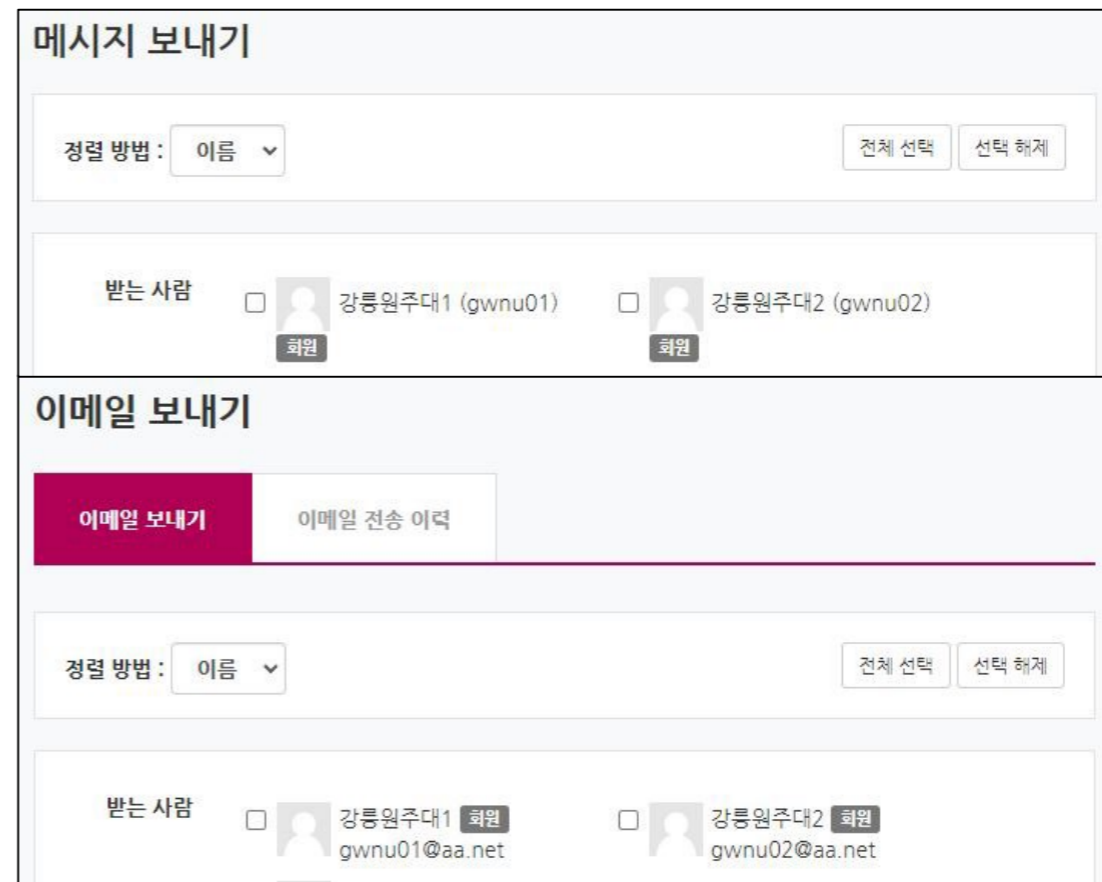 메시지 보내기
정렬 방법 : 이름 전체 선택 선택 해제
받는 사람 강릉원주대1 (gwnu01) 강릉원주대2 (gwnu02)
회원 회원
이메일 보내기
이메일 보내기 이메일 전송 이력
정렬 방법 : 이름 전체 선택 선택 해제
받는 사람 강릉원주대1 회원 강릉원주대2 회원
gwnu01@aa.net gwnu02@aa.net